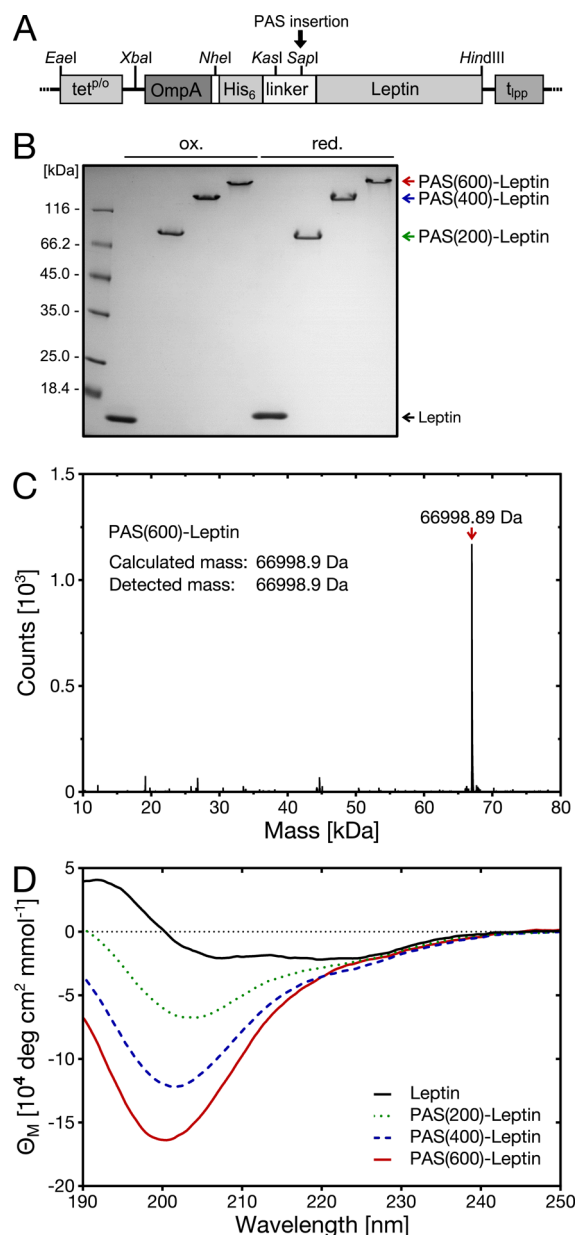 A
PAS insertion
EaeI XbaI NheI KasI SapI HindIII
tet^p/o OmpA His6 linker Leptin t_lpp
B
ox. red.
[kDa]
116 -
66.2 -
45.0 -
35.0 -
25.0 -
18.4 -
PAS(600)-Leptin
PAS(400)-Leptin
PAS(200)-Leptin
Leptin
C
1.5
1.0
0.5
0
Counts [10³]
PAS(600)-Leptin
Calculated mass: 66998.9 Da
Detected mass: 66998.9 Da
66998.89 Da
10 20 30 40 50 60 70 80
Mass [kDa]
D
5
0
-5
-10
-15
-20
Θ_M [10⁴ deg cm² mmol⁻¹]
Leptin
PAS(200)-Leptin
PAS(400)-Leptin
PAS(600)-Leptin
190 200 210 220 230 240 250
Wavelength [nm]